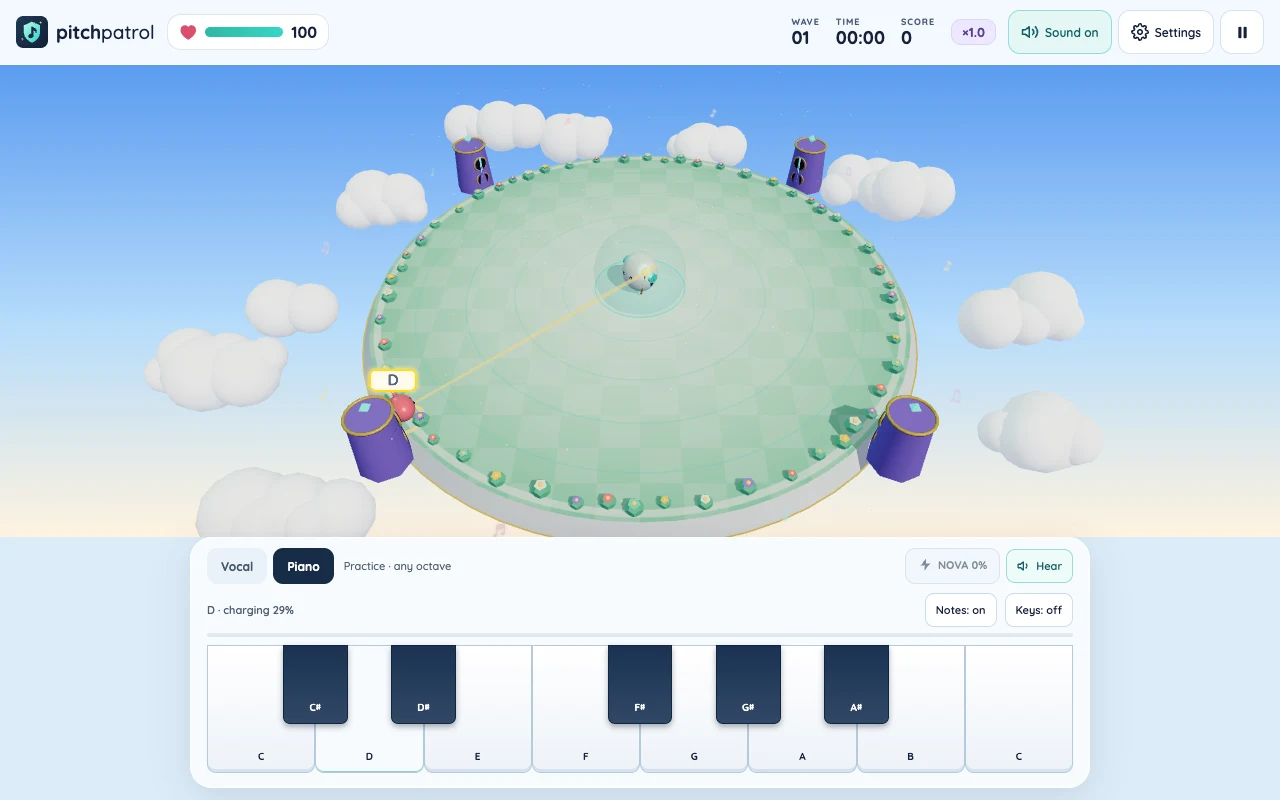 pitchpatrol
100
WAVE
01
TIME
00:00
SCORE
0
×1.0
Sound on
Settings
D
Vocal
Piano
Practice · any octave
NOVA 0%
Hear
D · charging 29%
Notes: on
Keys: off
C#
D#
F#
G#
A#
C
D
E
F
G
A
B
C